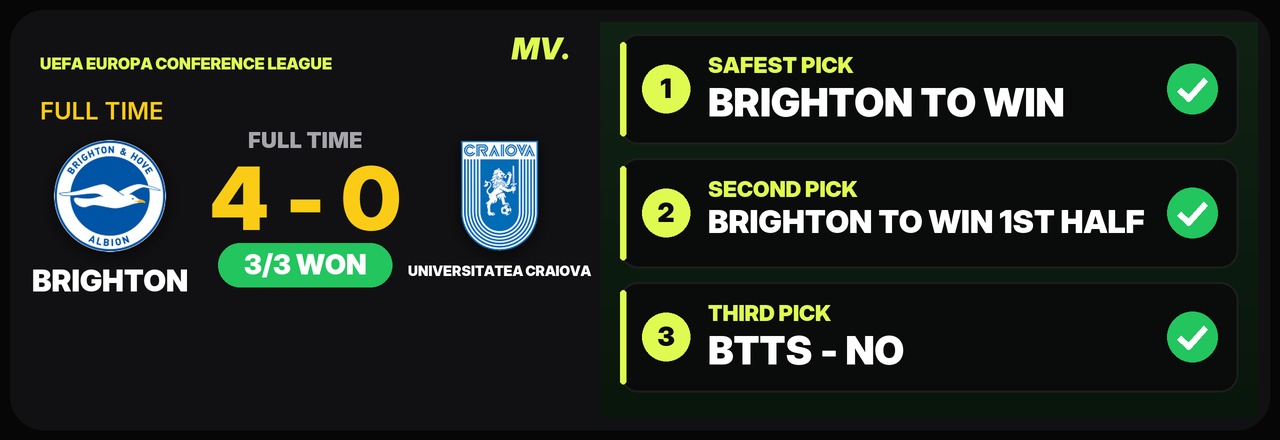 UEFA EUROPA CONFERENCE LEAGUE
MV.
FULL TIME
FULL TIME
BRIGHTON & HOVE
ALBION
4 - 0
CRAIOVA
3/3 WON
BRIGHTON
UNIVERSITATEA CRAIOVA
1
SAFEST PICK
BRIGHTON TO WIN
2
SECOND PICK
BRIGHTON TO WIN 1ST HALF
3
THIRD PICK
BTTS - NO